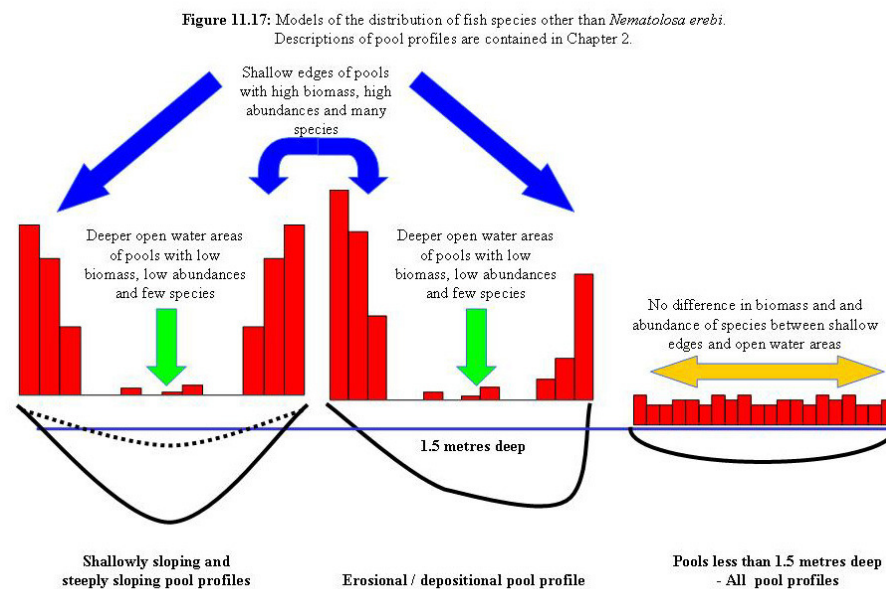 Figure 11.17: Models of the distribution of fish species other than Nematolosa erebi.
Descriptions of pool profiles are contained in Chapter 2.
Shallow edges of pools
with high biomass, high
abundances and many
species
Deeper open water areas
of pools with low
biomass, low abundances
and few species
Deeper open water areas
of pools with low
biomass, low abundances
and few species
No difference in biomass and and
abundance of species between shallow
edges and open water areas
1.5 metres deep
Shallowly sloping and
steeply sloping pool profiles
Erosional / depositional pool profile
Pools less than 1.5 metres deep
- All pool profiles